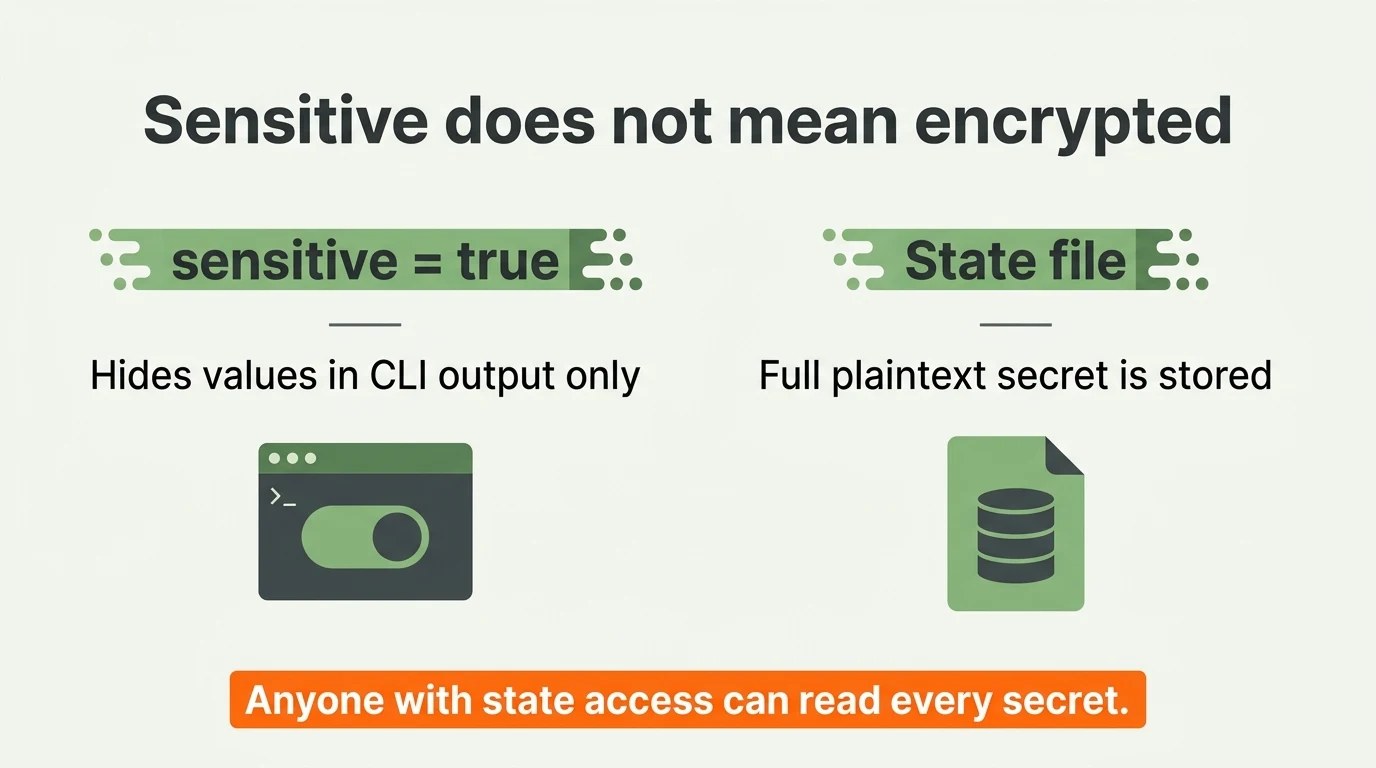 Sensitive does not mean encrypted
sensitive = true
State file
Hides values in CLI output only
Full plaintext secret is stored
>_
Anyone with state access can read every secret.